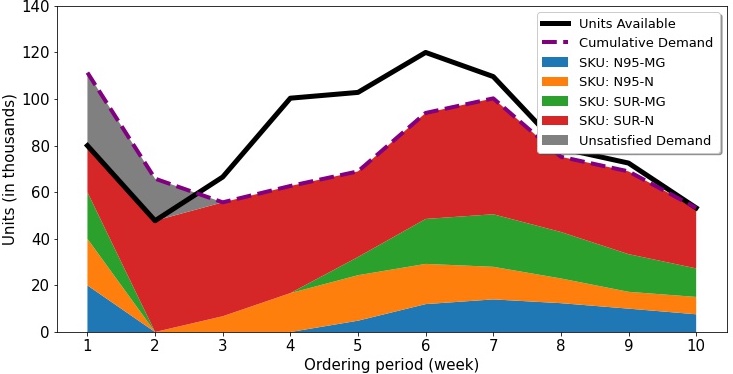 140
120
100
80
60
40
20
0
Units (in thousands)
Units Available
Cumulative Demand
SKU: N95-MG
SKU: N95-N
SKU: SUR-MG
SKU: SUR-N
Unsatisfied Demand
1 2 3 4 5 6 7 8 9 10
Ordering period (week)